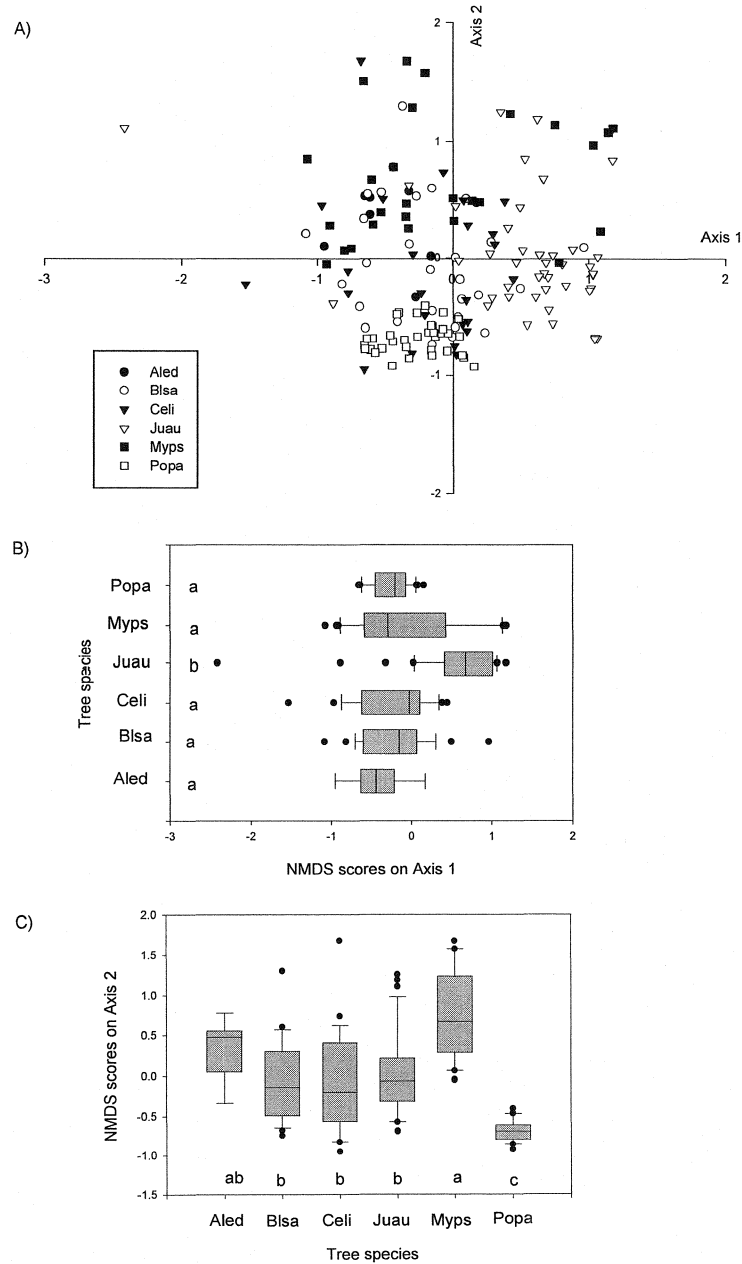 A)
2
Axis 2
1
Axis 1
-3
-2
-1
0
0
1
2
-1
-2
Aled
Blsa
Celi
Juau
Myps
Popa
B)
Tree species
Popa a
Myps a
Juau b
Celi a
Blsa a
Aled a
-3 -2 -1 0 1 2
NMDS scores on Axis 1
C)
NMDS scores on Axis 2
2.0
1.5
1.0
0.5
0.0
-0.5
-1.0
-1.5
ab b b b a c
Aled Blsa Celi Juau Myps Popa
Tree species